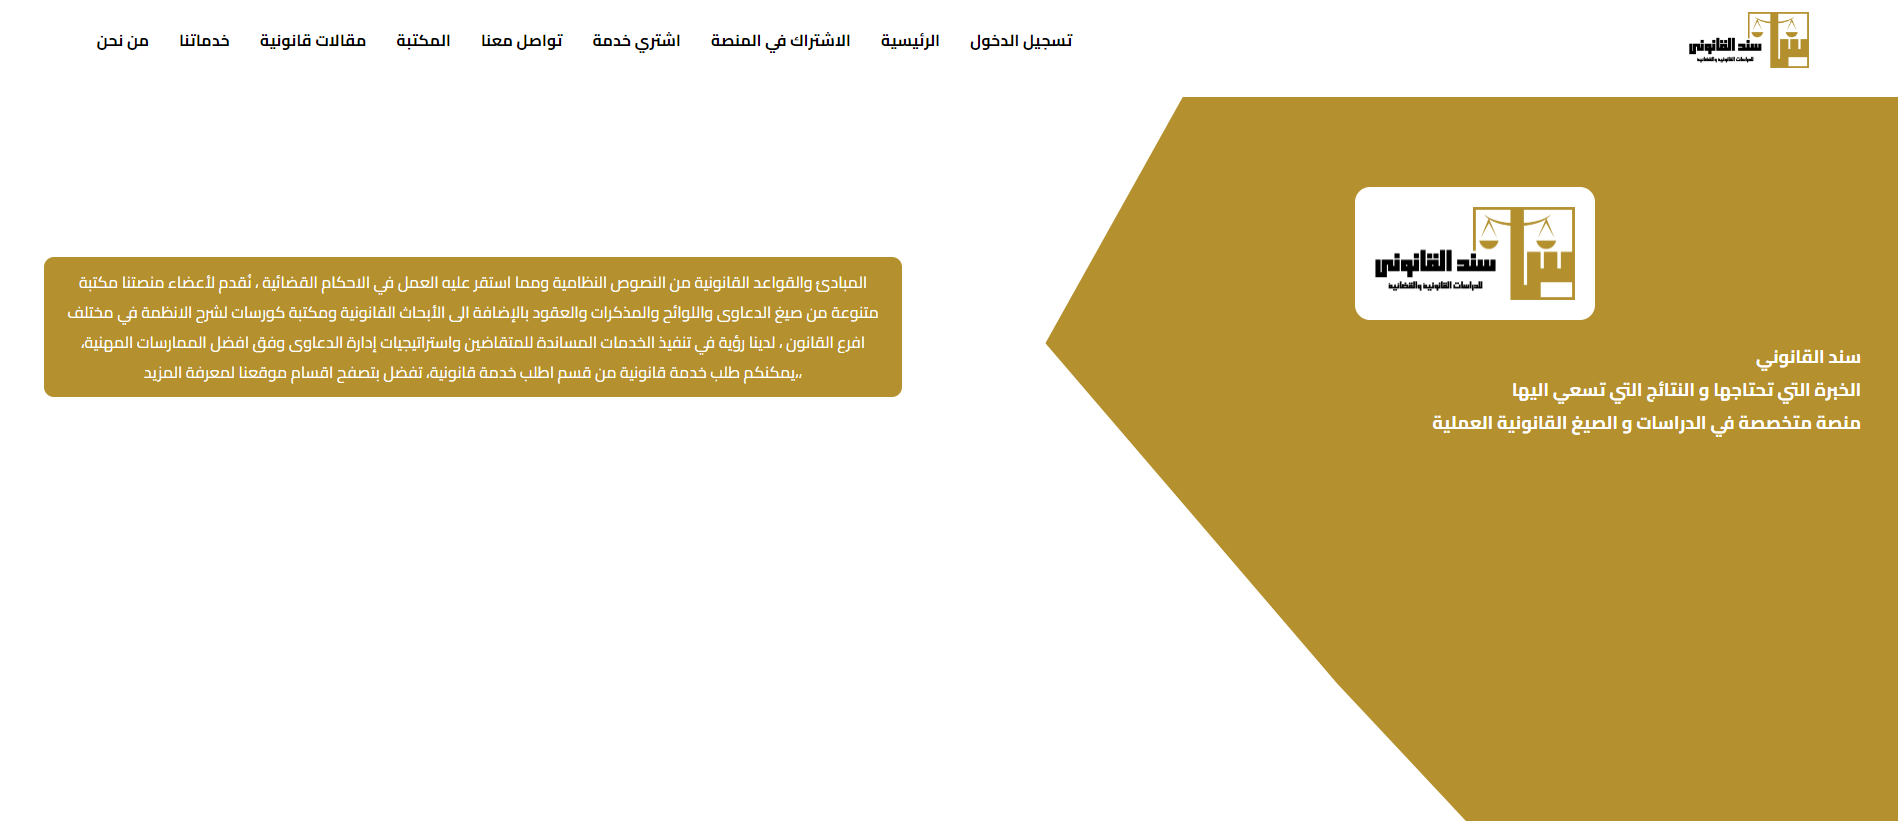 سند القانوني
للدراسات القانونية والقضائية
تسجيل الدخول
الرئيسية
الاشتراك في المنصة
اشتري خدمة
تواصل معنا
المكتبة
مقالات قانونية
خدماتنا
من نحن
سند القانوني
للدراسات القانونية والقضائية
سند القانوني
الخبرة التي تحتاجها و النتائج التي تسعي اليها
منصة متخصصة في الدراسات و الصيغ القانونية العملية
المبادئ والقواعد القانونية من النصوص النظامية ومما استقر عليه العمل في الاحكام القضائية ، نُقدم لأعضاء منصتنا مكتبة
متنوعة من صيغ الدعاوى واللوائح والمذكرات والعقود بالإضافة الى الأبحاث القانونية ومكتبة كورسات لشرح الانظمة في مختلف
افرع القانون ، لدينا رؤية في تنفيذ الخدمات المساندة للمتقاضين واستراتيجيات إدارة الدعاوى وفق افضل الممارسات المهنية،
،،يمكنكم طلب خدمة قانونية من قسم اطلب خدمة قانونية، تفضل بتصفح اقسام موقعنا لمعرفة المزيد